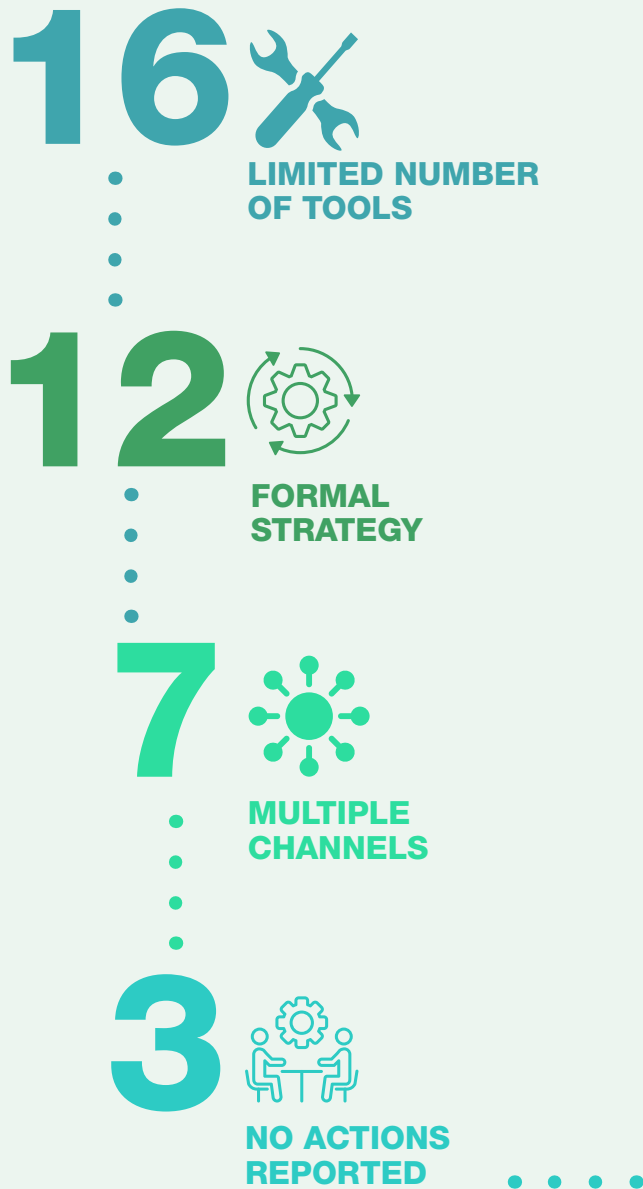 16
LIMITED NUMBER
OF TOOLS
12
FORMAL
STRATEGY
7
MULTIPLE
CHANNELS
3
NO ACTIONS
REPORTED